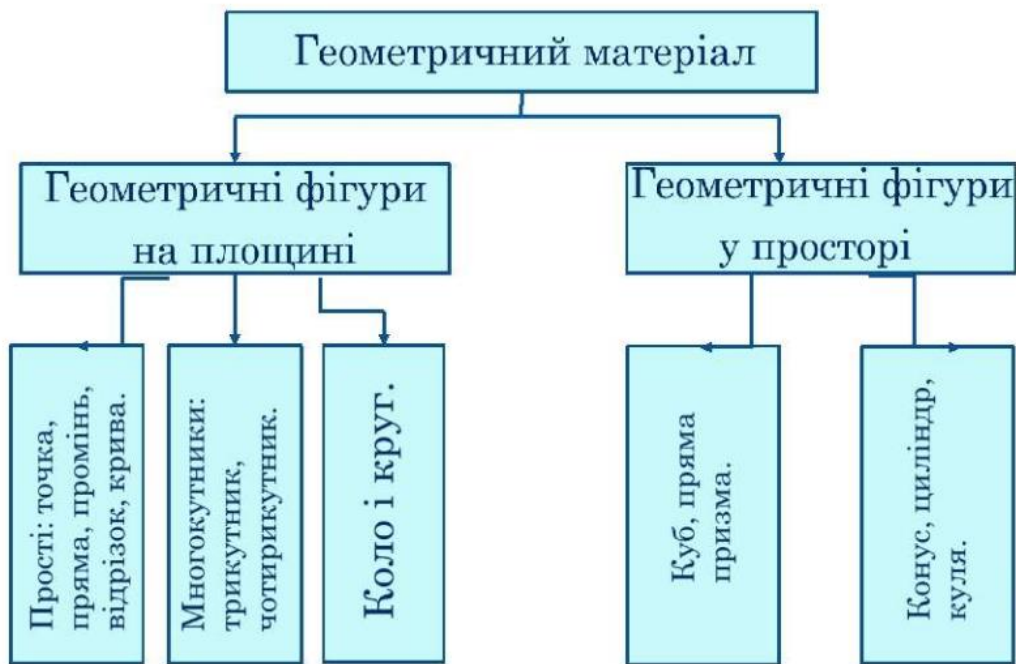 Геометричний матеріал
Геометричні фігури
на площині
Геометричні фігури
у просторі
Прості: точка,
пряма, промінь,
відрізок, крива.
Многокутники:
трикутник,
чотирикутник.
Коло і круг.
Куб, пряма
призма.
Конус, циліндр,
куля.